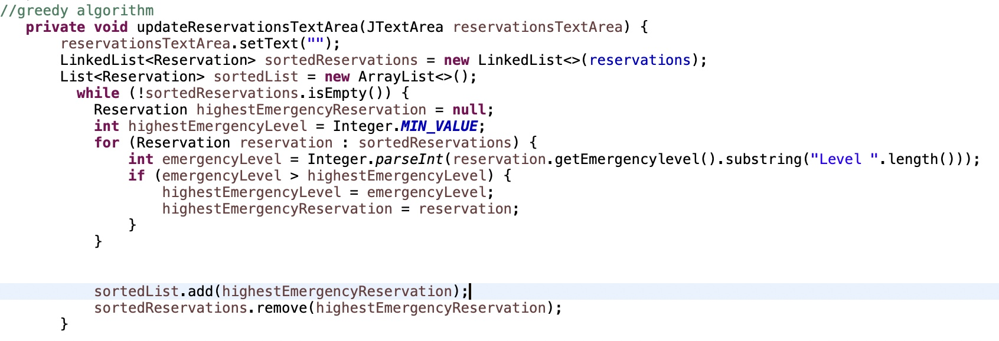 //greedy algorithm
private void updateReservationsTextArea(JTextArea reservationsTextArea) {
reservationsTextArea.setText("");
LinkedList<Reservation> sortedReservations = new LinkedList<>(reservations);
List<Reservation> sortedList = new ArrayList<>();
while (!sortedReservations.isEmpty()) {
Reservation highestEmergencyReservation = null;
int highestEmergencyLevel = Integer.MIN_VALUE;
for (Reservation reservation : sortedReservations) {
int emergencyLevel = Integer.parseInt(reservation.getEmergencylevel().substring("Level ".length()));
if (emergencyLevel > highestEmergencyLevel) {
highestEmergencyLevel = emergencyLevel;
highestEmergencyReservation = reservation;
}
}
sortedList.add(highestEmergencyReservation);
sortedReservations.remove(highestEmergencyReservation);
}